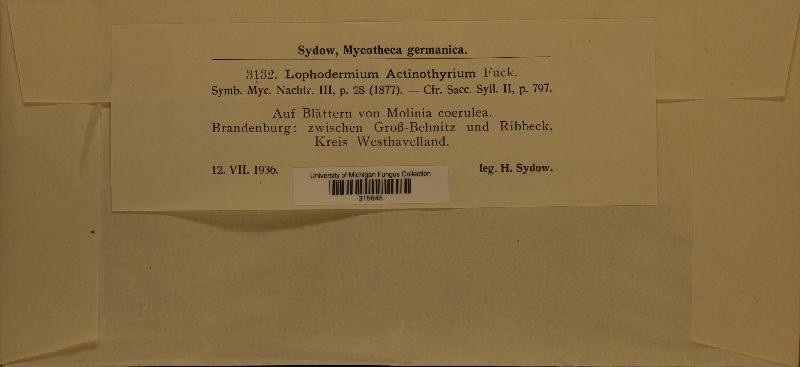 Sydow, Mycotheca germanica.
3132. Lophodermium Actinothyrium Fuck.
Symb. Myc. Nachtr. III, p. 28 (1877). — Cfr. Sacc. Syll. II, p. 797.
Auf Blättern von Molinia coerulea.
Brandenburg: zwischen Groß-Behnitz und Ribbeck,
Kreis Westhavelland.
12. VII. 1936. leg. H. Sydow.
University of Michigan Fungus Collection